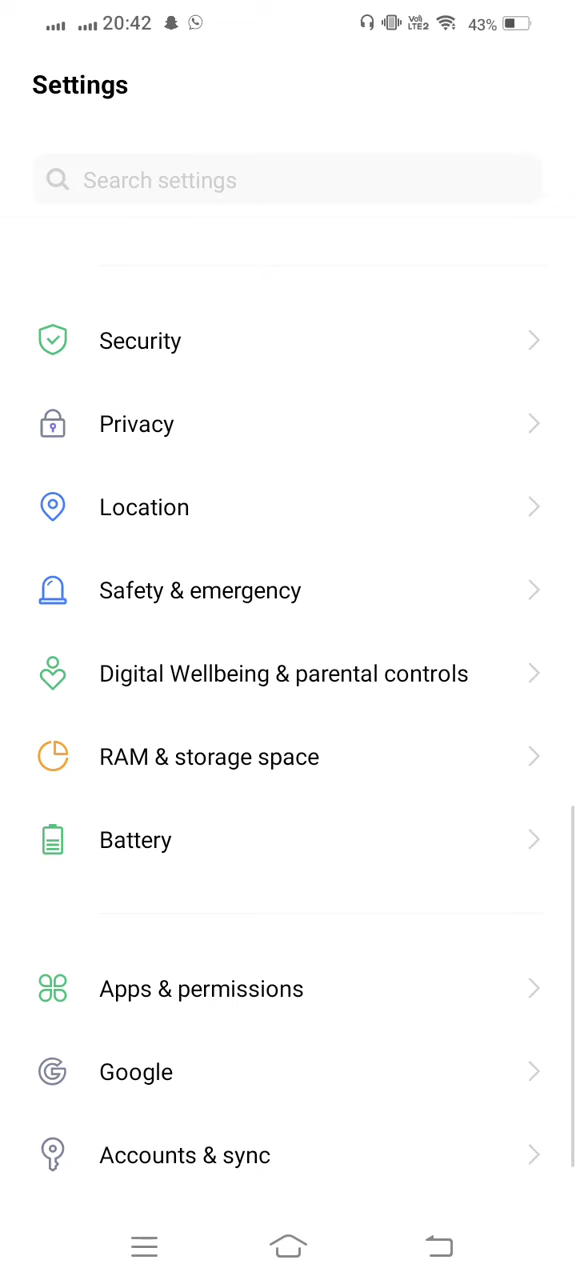 20:42 VoLTE2 43%
Settings
Search settings
Security
Privacy
Location
Safety & emergency
Digital Wellbeing & parental controls
RAM & storage space
Battery
Apps & permissions
Google
Accounts & sync